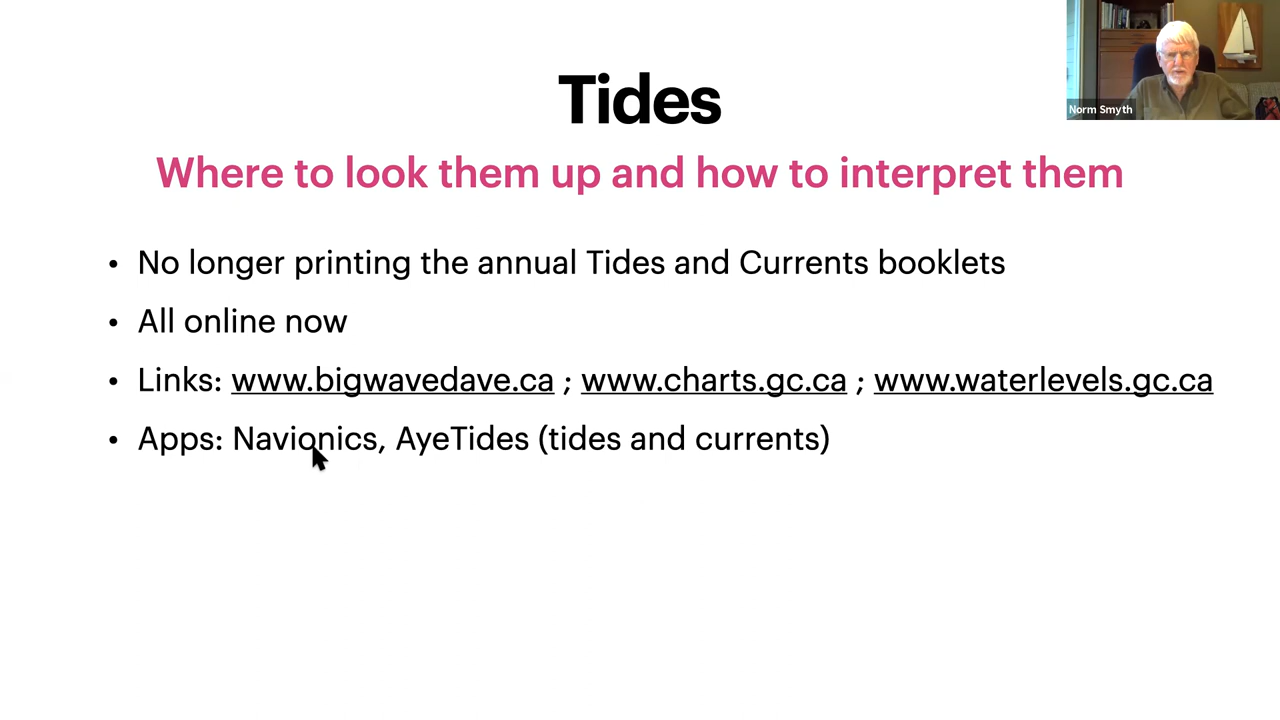 Tides
Where to look them up and how to interpret them
• No longer printing the annual Tides and Currents booklets
• All online now
• Links: www.bigwavedave.ca ; www.charts.gc.ca ; www.waterlevels.gc.ca
• Apps: Navionics, AyeTides (tides and currents)
Norm Smyth